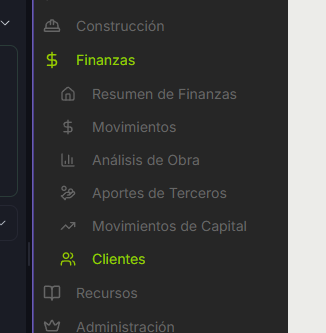 Construcción
Finanzas
Resumen de Finanzas
Movimientos
Análisis de Obra
Aportes de Terceros
Movimientos de Capital
Clientes
Recursos
Administración